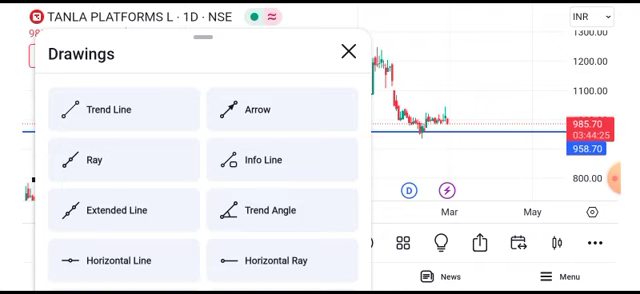 TANLA PLATFORMS L · 1D · NSE
INR
Drawings
1300.00
1200.00
1100.00
985.70
03:44:25
958.70
800.00
Trend Line
Arrow
Ray
Info Line
Extended Line
Trend Angle
Horizontal Line
Horizontal Ray
D
Mar
May
News
Menu